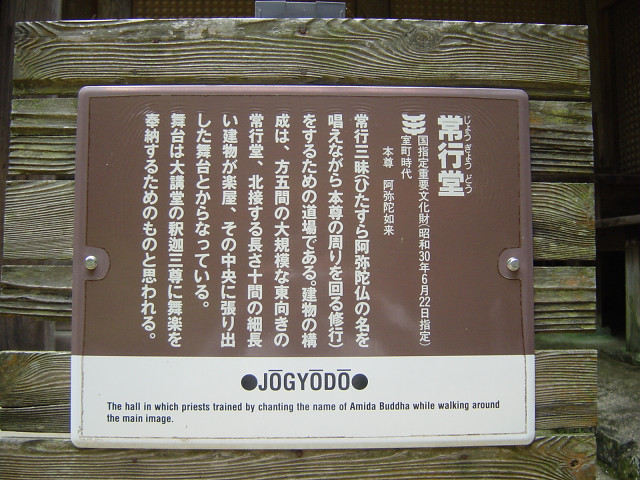 じょうぎょうどう
常行堂
国指定重要文化財(昭和30年6月22日指定)
室町時代
本尊 阿弥陀如来
常行三昧ひたすら阿弥陀仏の名を
唱えながら本尊の周りを回る修行)
をするための道場である。建物の構
成は、方五間の大規模な東向きの
常行堂、北接する長さ十間の細長
い建物が楽屋、その中央に張り出
した舞台とからなっている。
舞台は大講堂の釈迦三尊に舞楽を
奉納するためのものと思われる。
●JŌGYŌDŌ●
The hall in which priests trained by chanting the name of Amida Buddha while walking around
the main image.